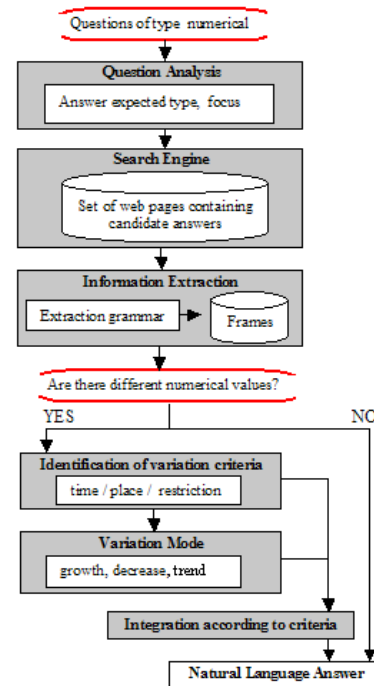 Questions of type numerical
Question Analysis
Answer expected type, focus
Search Engine
Set of web pages containing
candidate answers
Information Extraction
Extraction grammar
Frames
Are there different numerical values?
YES
NO
Identification of variation criteria
time / place / restriction
Variation Mode
growth, decrease, trend
Integration according to criteria
Natural Language Answer